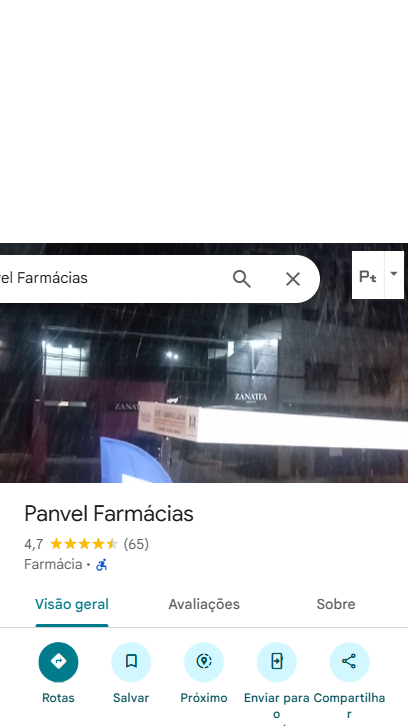 el Farmácias
Pt
ZANATTA
ZANAT
Panvel Farmácias
4,7 (65)
Farmácia •
Visão geral
Avaliações
Sobre
Rotas
Salvar
Próximo
Enviar para o
Compartilhar